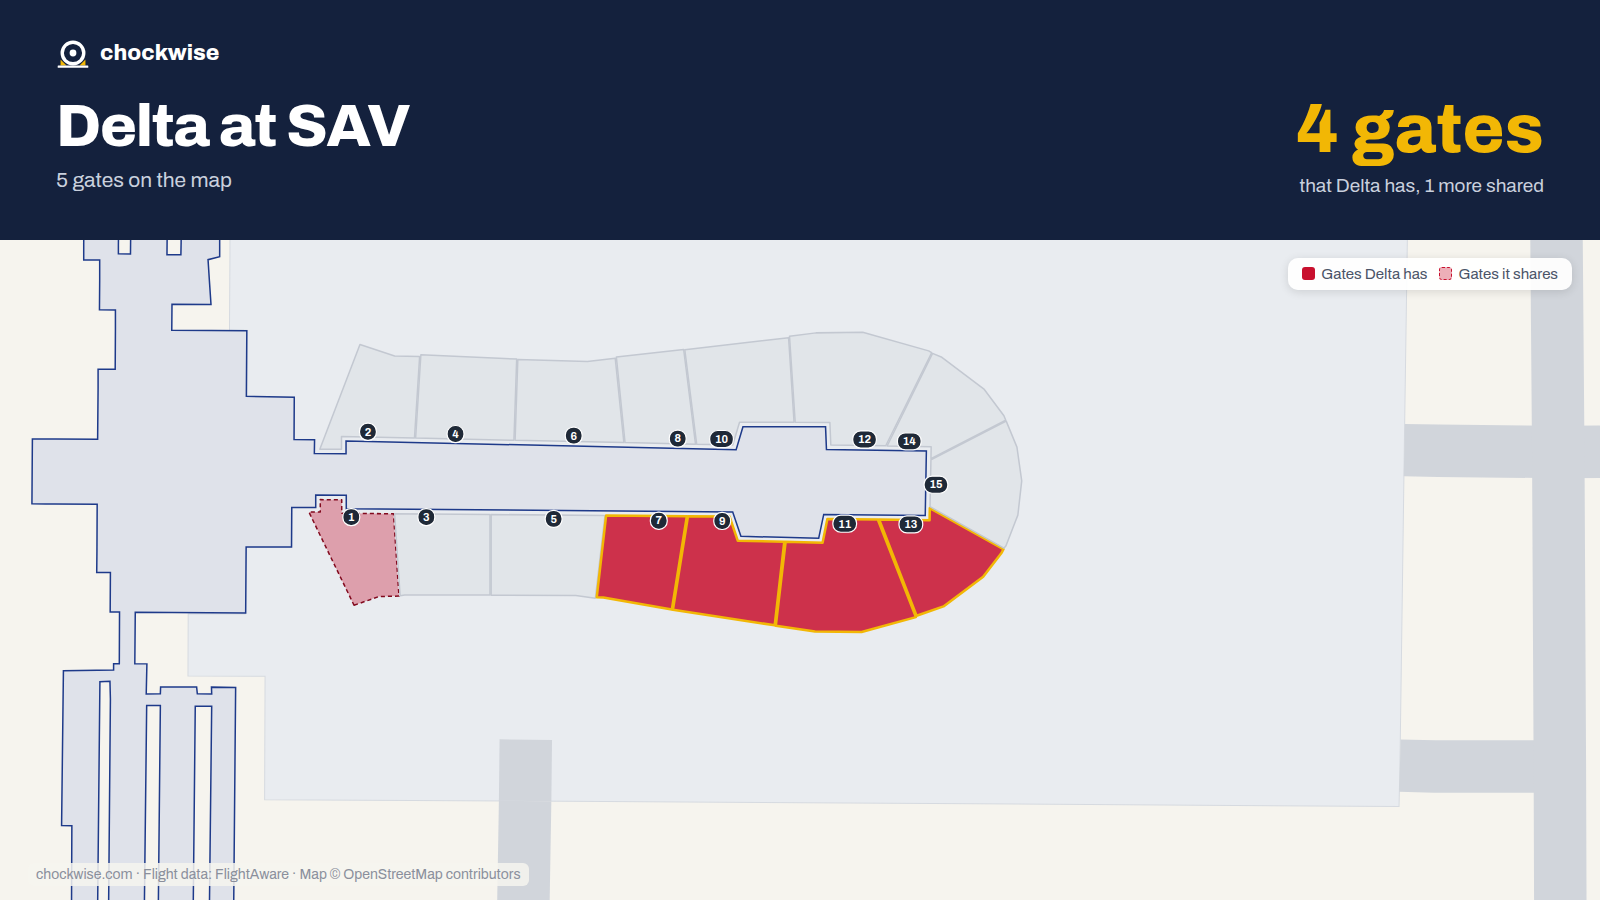 chockwise
Delta at SAV
5 gates on the map
4 gates
that Delta has, 1 more shared
Gates Delta has
Gates it shares
2
4
6
8
10
12
14
15
1
3
5
7
9
11
13
chockwise.com · Flight data: FlightAware · Map © OpenStreetMap contributors